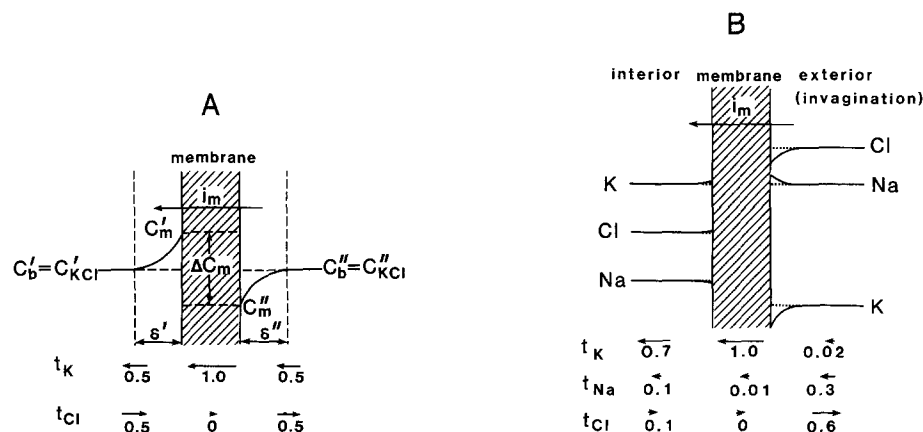 A
membrane
i_m
C'_m
C'_b=C'_KCl
ΔC_m
C''_b=C''_KCl
C''_m
δ' δ''
t_K 0.5 1.0 0.5
t_Cl 0.5 0 0.5
B
interior membrane exterior
(invagination)
i_m
Cl
K Na
Cl
Na
K
t_K 0.7 1.0 0.02
t_Na 0.1 0.01 0.3
t_Cl 0.1 0 0.6